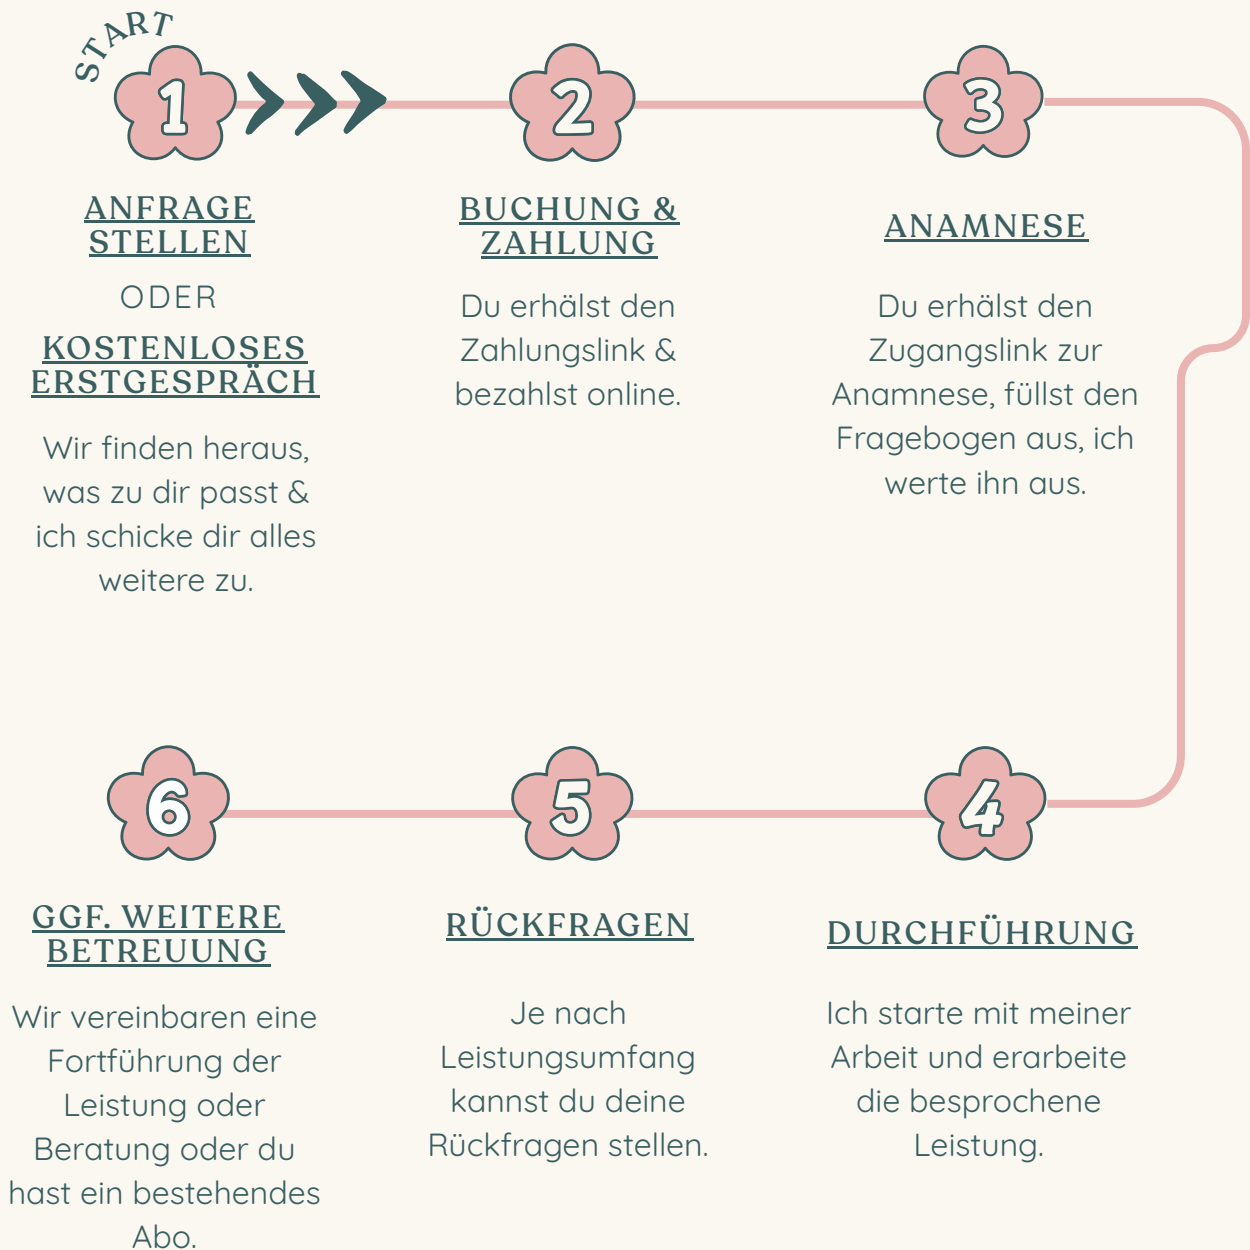 START
1
ANFRAGE
STELLEN
ODER
KOSTENLOSES
ERSTGESPRÄCH
Wir finden heraus,
was zu dir passt &
ich schicke dir alles
weitere zu.
2
BUCHUNG &
ZAHLUNG
Du erhälst den
Zahlungslink &
bezahlst online.
3
ANAMNESE
Du erhälst den
Zugangslink zur
Anamnese, füllst den
Fragebogen aus, ich
werte ihn aus.
4
DURCHFÜHRUNG
Ich starte mit meiner
Arbeit und erarbeite
die besprochene
Leistung.
5
RÜCKFRAGEN
Je nach
Leistungsumfang
kannst du deine
Rückfragen stellen.
6
GGF. WEITERE
BETREUUNG
Wir vereinbaren eine
Fortführung der
Leistung oder
Beratung oder du
hast ein bestehendes
Abo.